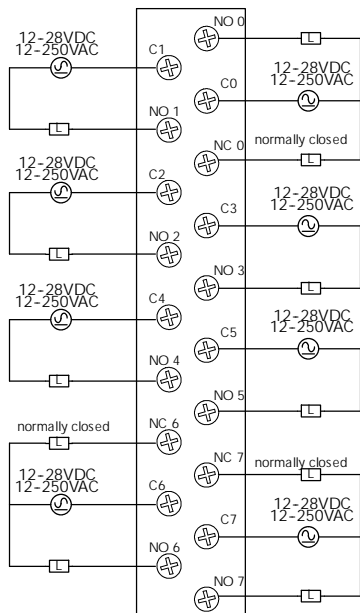 NO 0
12-28VDC
12-250VAC
C1
L
12-28VDC
12-250VAC
C0
NO 1
L
NC 0
normally closed
L
12-28VDC
12-250VAC
C2
12-28VDC
12-250VAC
C3
NO 2
L
NO 3
L
12-28VDC
12-250VAC
C4
12-28VDC
12-250VAC
C5
NO 4
L
NO 5
L
normally closed
NC 6
L
NC 7
normally closed
L
12-28VDC
12-250VAC
C6
12-28VDC
12-250VAC
C7
NO 6
L
NO 7
L